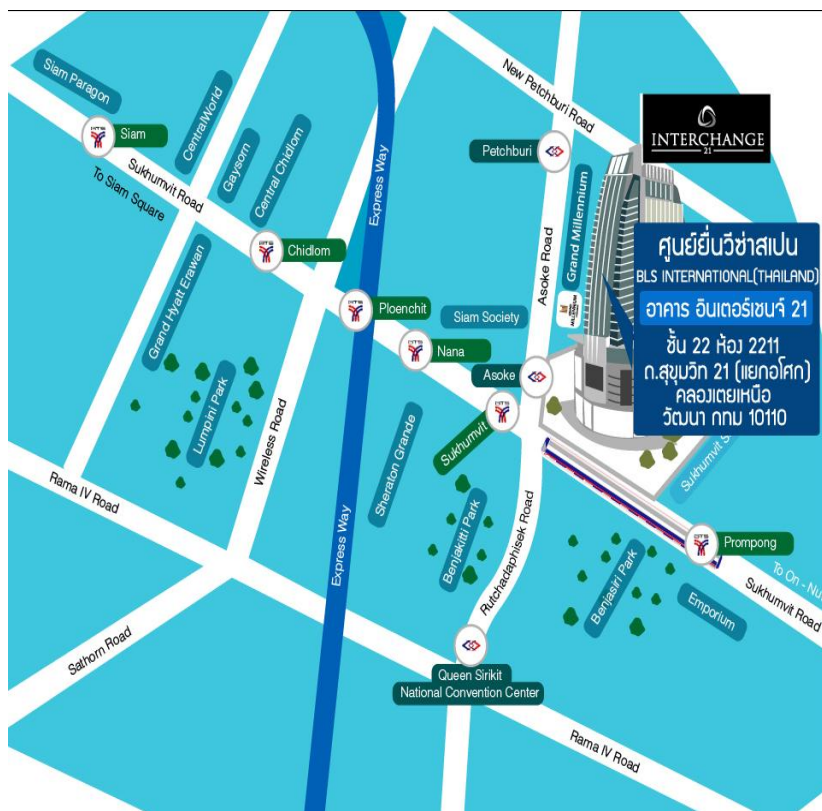 INTERCHANGE
21
ศูนย์ยื่นวีซ่าสเปน
BLS INTERNATIONAL(THAILAND)
อาคาร อินเตอร์เชนจ์ 21
ชั้น 22 ห้อง 2211
ถ.สุขุมวิท 21 (แยกอโศก)
คลองเตยเหนือ
วัฒนา กทม 10110
Siam Paragon
BTS
Siam
Sukhumvit Road
To Siam Square
CentralWorld
Gaysorn
Central Chidlom
Chidlom
Express Way
New Petchburi Road
Petchburi
Asoke Road
Grand Millennium
Grand Hyatt Erawan
Ploenchit
Nana
Siam Society
Asoke
Sukhumvit
Lumpini Park
Wireless Road
Sheraton Grande
Benjakitti Park
Rutchadaphisek Road
Prompong
Benjasiri Park
Emporium
To On - Nu
Sukhumvit Road
Rama IV Road
Sathorn Road
Express Way
Queen Sirikit
National Convention Center
Rama IV Road